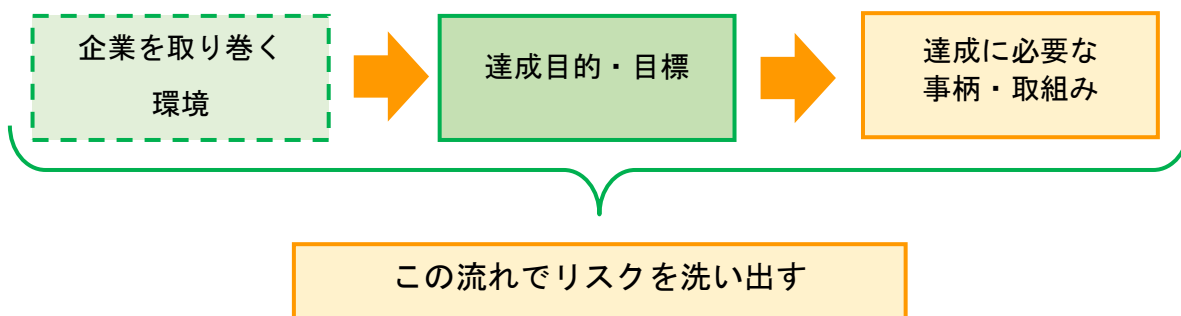 企業を取り巻く
環境
達成目的・目標
達成に必要な
事柄・取組み
この流れでリスクを洗い出す